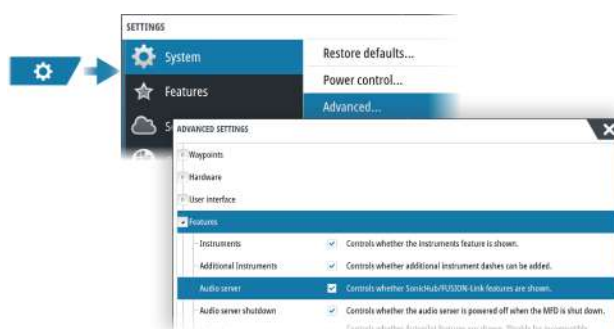 SETTINGS
System
Restore defaults...
Power control...
Features
Advanced...
S
ADVANCED SETTINGS
Waypoints
Hardware
User interface
Features
Instruments Controls whether the instruments feature is shown.
Additional Instruments Controls whether additional instrument dashes can be added.
Audio server Controls whether SonicHub/FUSION-Link features are shown.
Audio server shutdown Controls whether the audio server is powered off when the MFD is shut down.